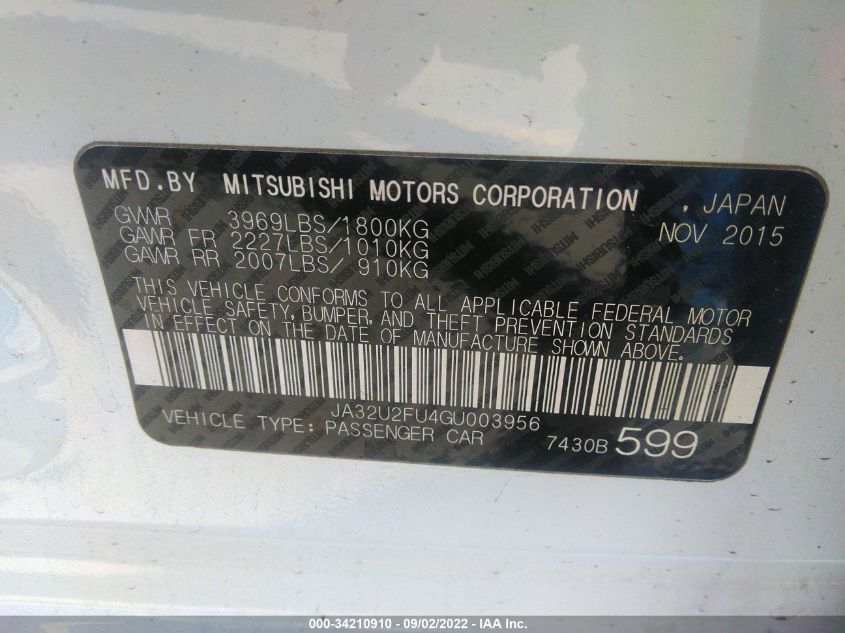 MFD.BY MITSUBISHI MOTORS CORPORATION , JAPAN
GVWR 3969LBS/1800KG NOV 2015
GAWR FR 2227LBS/1010KG
GAWR RR 2007LBS/ 910KG
THIS VEHICLE CONFORMS TO ALL APPLICABLE FEDERAL MOTOR
VEHICLE SAFETY, BUMPER, AND THEFT PREVENTION STANDARDS
IN EFFECT ON THE DATE OF MANUFACTURE SHOWN ABOVE.
JA32U2FU4GU003956
VEHICLE TYPE: PASSENGER CAR 7430B 599
000-34210910 - 09/02/2022 - IAA Inc.